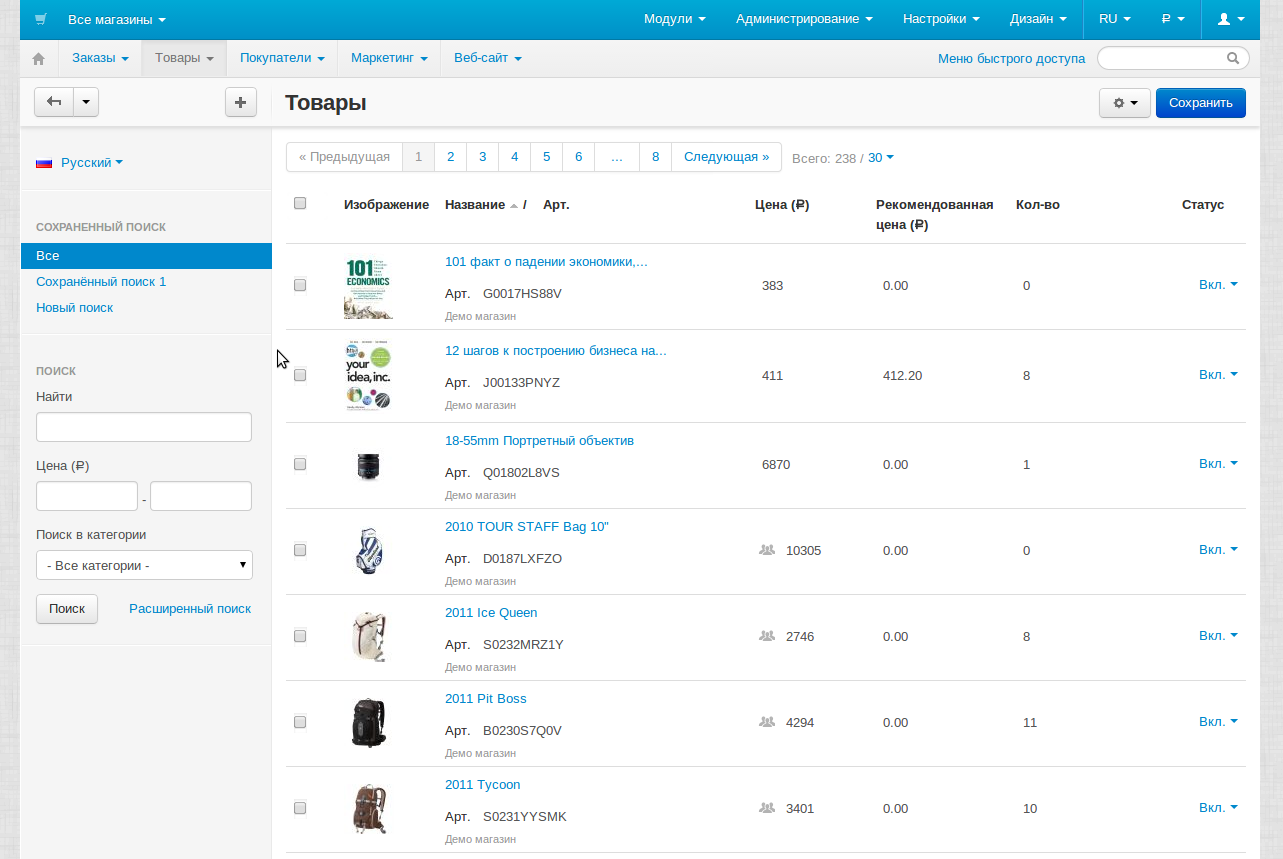 Все магазины Модули Администрирование Настройки Дизайн RU ₽
Заказы Товары Покупатели Маркетинг Веб-сайт Меню быстрого доступа
Товары Сохранить
Русский
СОХРАНЕННЫЙ ПОИСК
Все
Сохранённый поиск 1
Новый поиск
ПОИСК
Найти
Цена (₽)
-
Поиск в категории
- Все категории -
Поиск Расширенный поиск
« Предыдущая 1 2 3 4 5 6 ... 8 Следующая » Всего: 238 / 30
Изображение Название / Арт. Цена (₽) Рекомендованная цена (₽) Кол-во Статус
101
ECONOMICS
101 факт о падении экономики,...
Арт. G0017HS88V
Демо магазин
383 0.00 0 Вкл.
your
idea, inc.
12 шагов к построению бизнеса на...
Арт. J00133PNYZ
Демо магазин
411 412.20 8 Вкл.
18-55mm Портретный объектив
Арт. Q01802L8VS
Демо магазин
6870 0.00 1 Вкл.
2010 TOUR STAFF Bag 10"
Арт. D0187LXFZO
Демо магазин
10305 0.00 0 Вкл.
2011 Ice Queen
Арт. S0232MRZ1Y
Демо магазин
2746 0.00 8 Вкл.
2011 Pit Boss
Арт. B0230S7Q0V
Демо магазин
4294 0.00 11 Вкл.
2011 Tycoon
Арт. S0231YYSMK
Демо магазин
3401 0.00 10 Вкл.